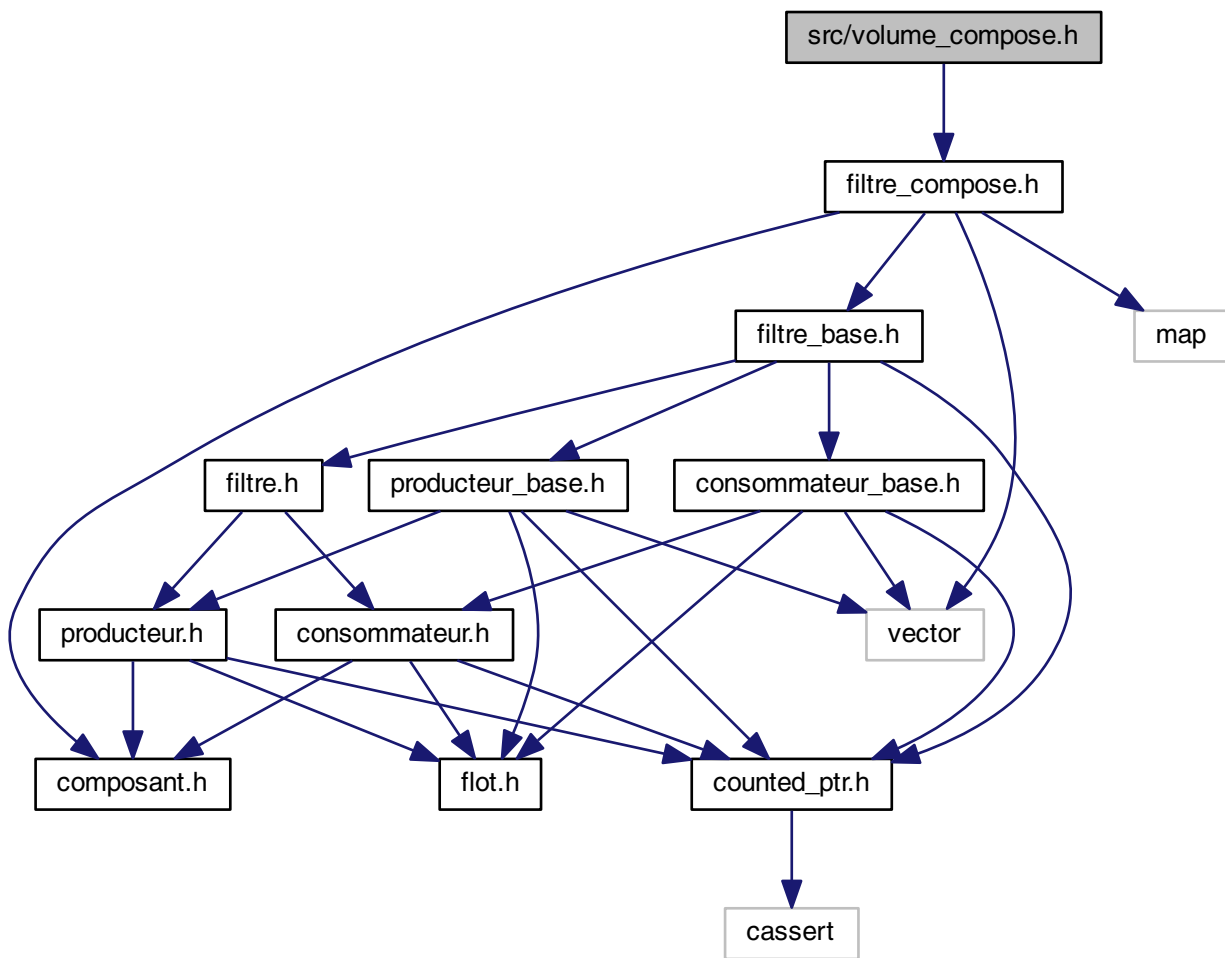 src/volume_compose.h
filtre_compose.h
filtre_base.h
map
filtre.h
producteur_base.h
consommateur_base.h
producteur.h
consommateur.h
vector
composant.h
flot.h
counted_ptr.h
cassert